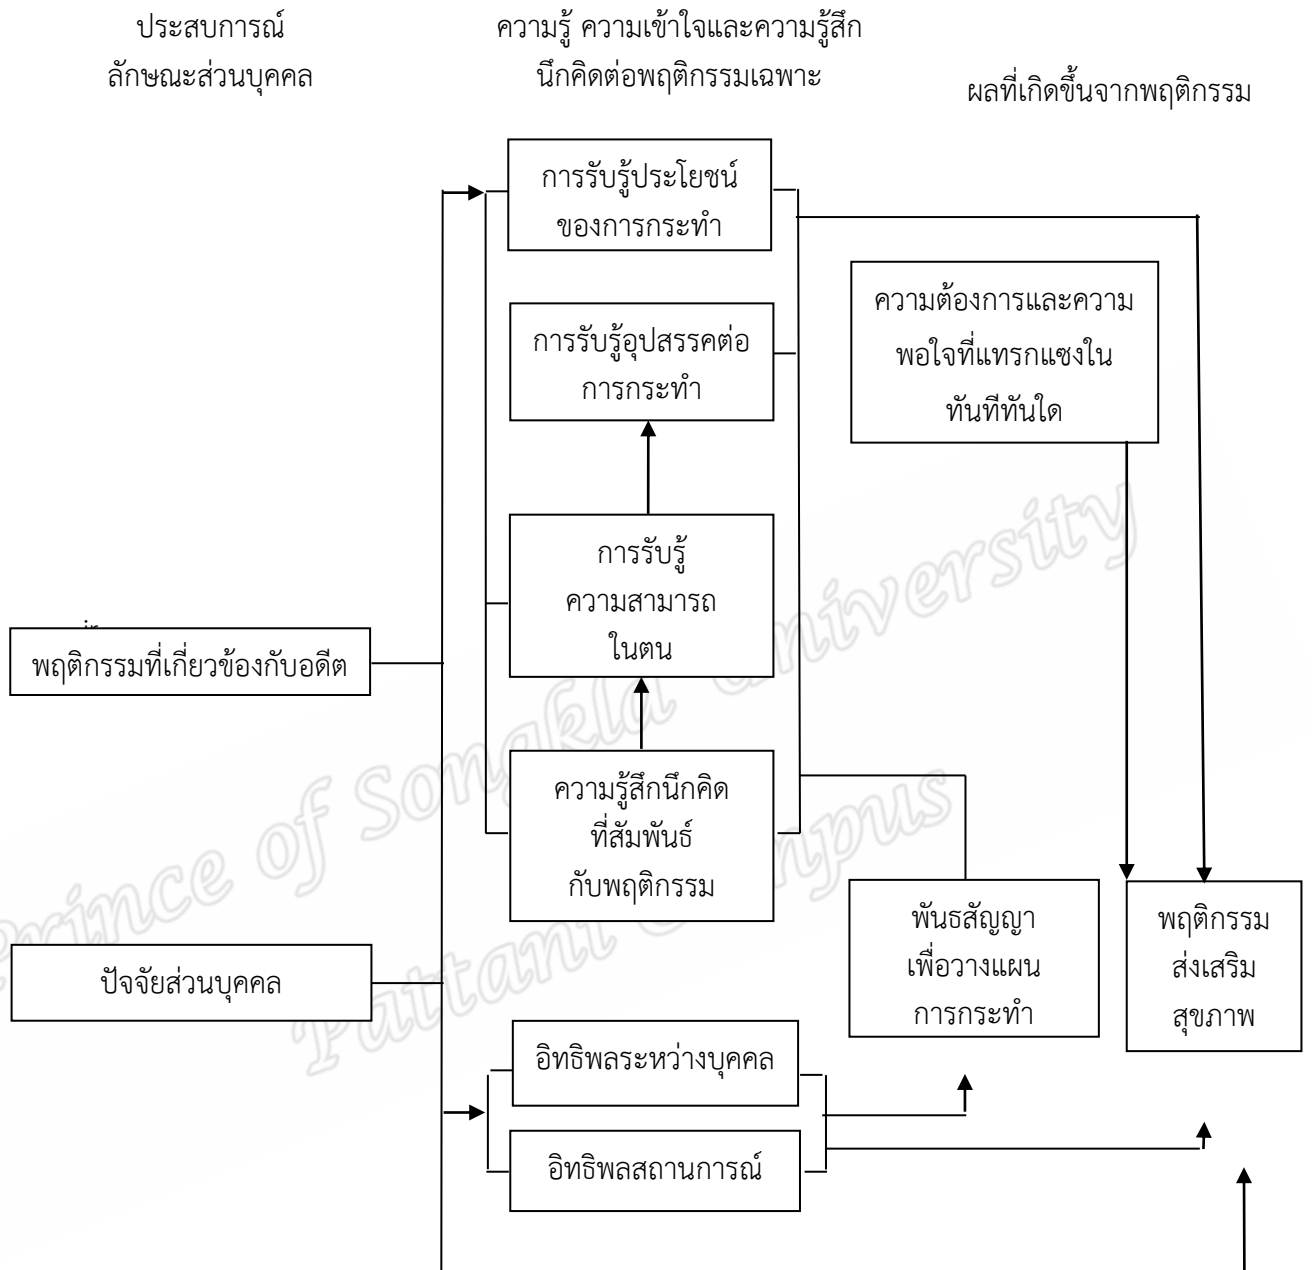 ประสบการณ์
ลักษณะส่วนบุคคล
ความรู้ ความเข้าใจและความรู้สึก
นึกคิดต่อพฤติกรรมเฉพาะ
ผลที่เกิดขึ้นจากพฤติกรรม
การรับรู้ประโยชน์
ของการกระทำ
ความต้องการและความ
พอใจที่แทรกแซงใน
ทันทีทันใด
การรับรู้อุปสรรคต่อ
การกระทำ
การรับรู้
ความสามารถ
ในตน
พฤติกรรมที่เกี่ยวข้องกับอดีต
ความรู้สึกนึกคิด
ที่สัมพันธ์
กับพฤติกรรม
พันธสัญญา
เพื่อวางแผน
การกระทำ
พฤติกรรม
ส่งเสริม
สุขภาพ
ปัจจัยส่วนบุคคล
อิทธิพลระหว่างบุคคล
อิทธิพลสถานการณ์
Prince of Songkla University
Pattani Campus